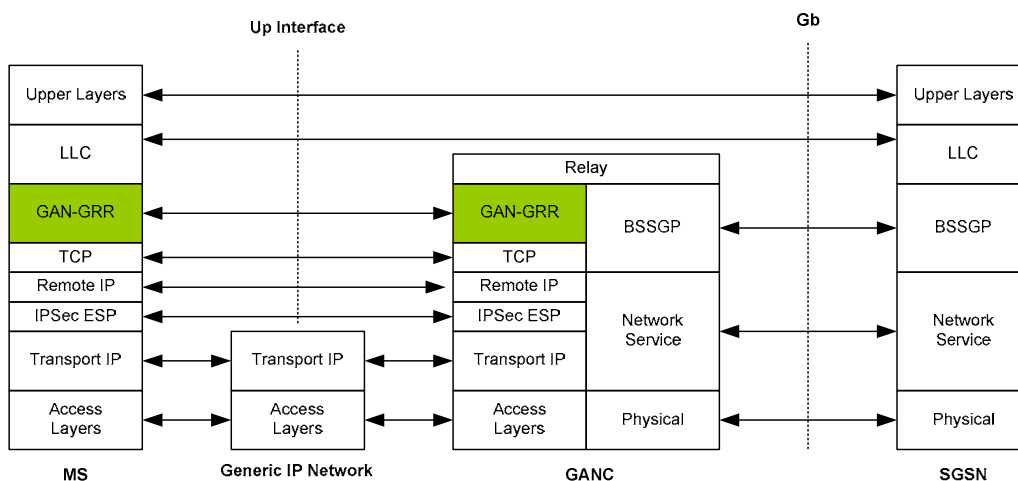 Up Interface
Gb
Upper Layers
Upper Layers
LLC
LLC
Relay
GAN-GRR
GAN-GRR
BSSGP
BSSGP
TCP
TCP
Remote IP
Remote IP
IPSec ESP
IPSec ESP
Network
Service
Network
Service
Transport IP
Transport IP
Transport IP
Access
Layers
Access
Layers
Access
Layers
Physical
Physical
MS
Generic IP Network
GANC
SGSN